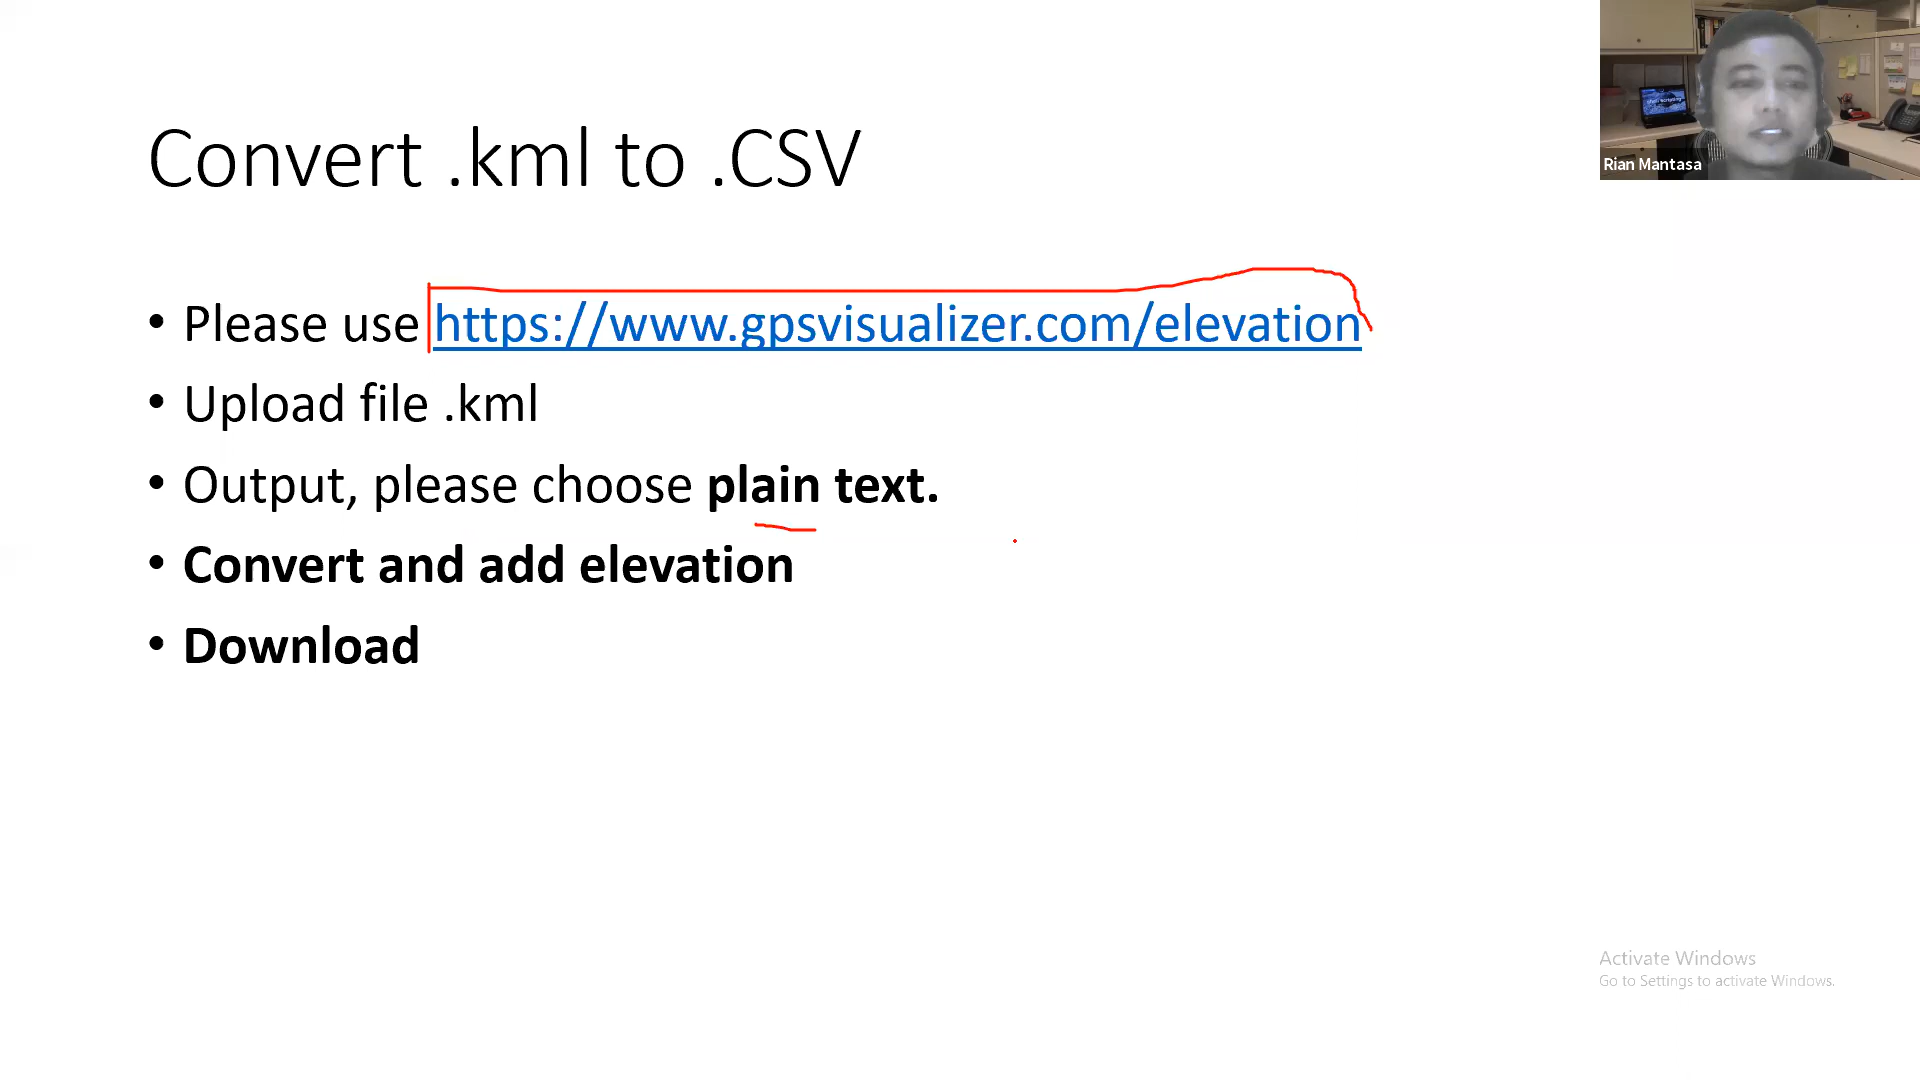 Convert .kml to .CSV
Rian Mantasa
• Please use https://www.gpsvisualizer.com/elevation
• Upload file .kml
• Output, please choose plain text.
• Convert and add elevation
• Download
Activate Windows
Go to Settings to activate Windows.